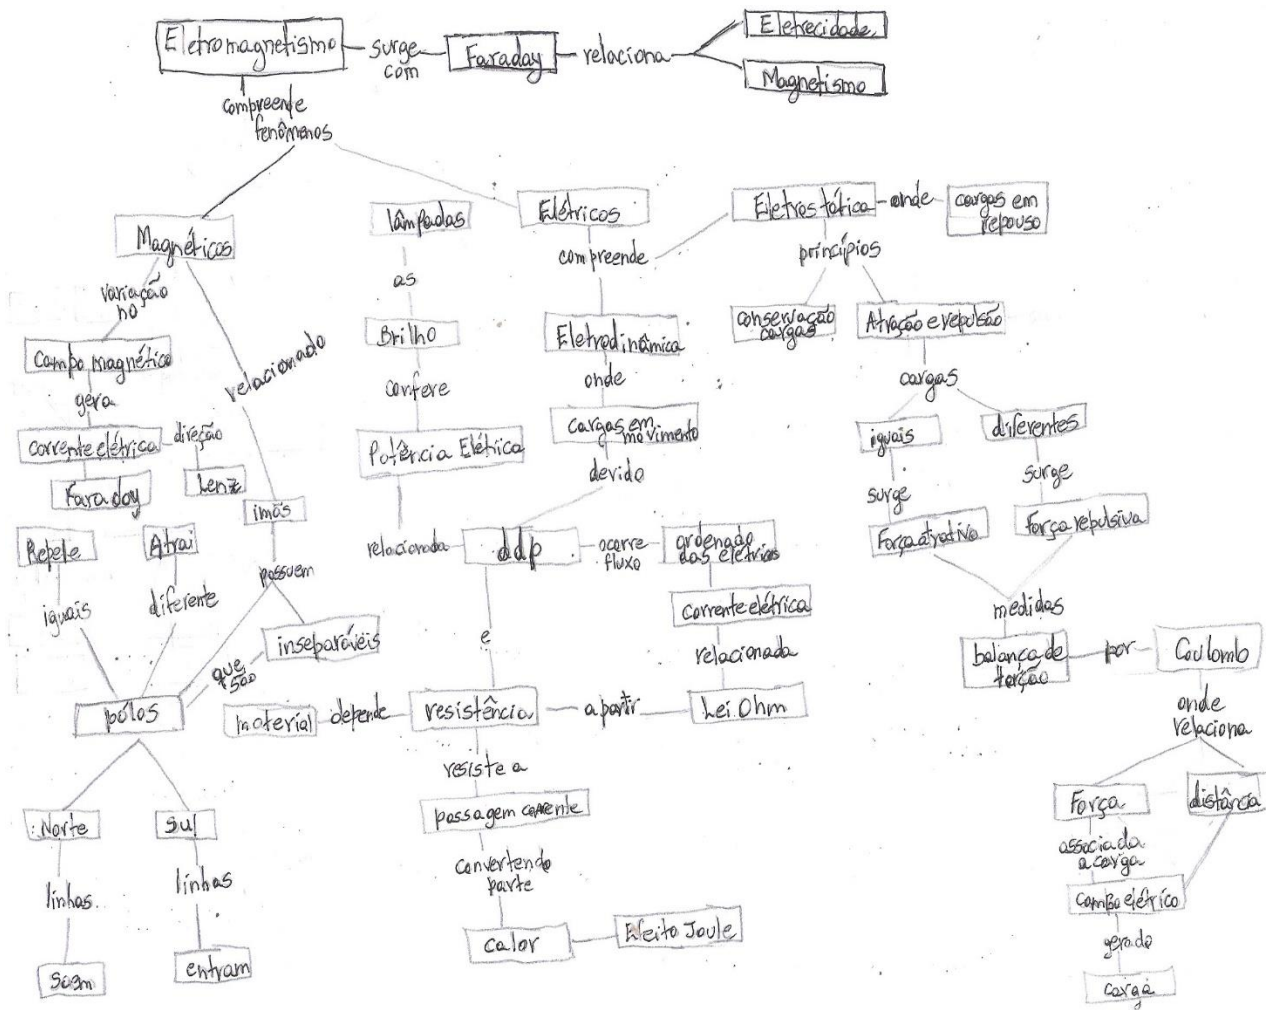 Eletromagnetismo
surge
com
Faraday
relaciona
Eletrecidade
Magnetismo
compreende
fenômenos
Magnéticos
variação
no
Campo magnético
gera
corrente elétrica
direção
Lenz
Faraday
relacionado
imãs
possuem
inseparáveis
que
são
Repele
iguais
Atrai
diferente
pólos
Norte
linhas
Saem
Sul
linhas
entram
lâmpadas
as
Brilho
confere
Potência Elétrica
relacionada
Elétricos
compreende
Eletrodinâmica
onde
cargas em
movimento
devido
ddp
ocorre
fluxo
ordenado
das elétrios
corrente elétrica
relacionada
Lei Ohm
a partir
e
resistência
depende
material
resiste a
passagem corrente
convertendo
parte
calor
Efeito Joule
Eletrostática
onde
cargas em
repouso
princípios
conservação
cargas
Atração e repulsão
cargas
iguais
surge
Força atrativa
diferentes
surge
Força repulsiva
medidas
balança de
torção
por
Coulomb
onde
relaciona
Força
distância
associada
a carga
campo elétrico
gerado
carga